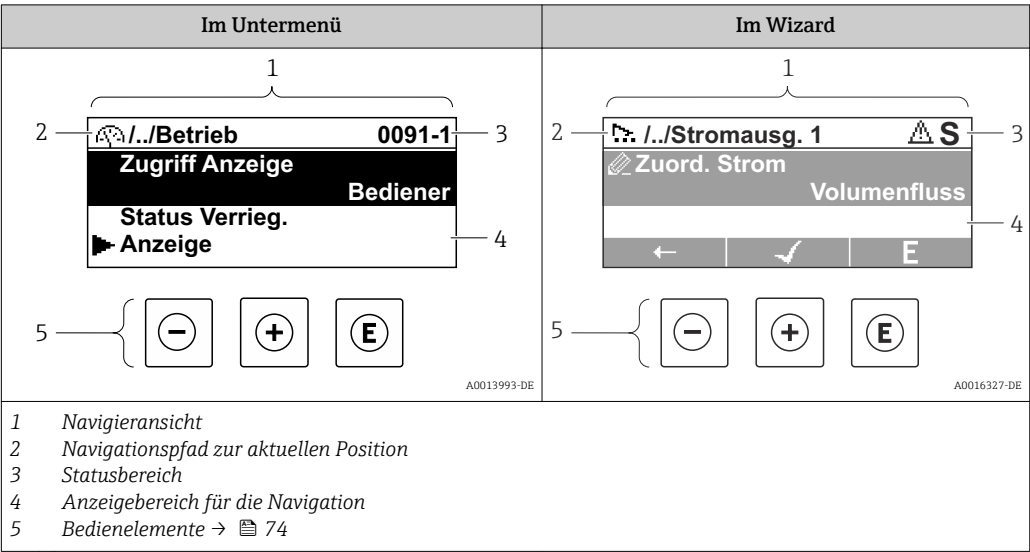 Im Untermenü
Im Wizard
1
2
/../Betrieb 0091-1
3
Zugriff Anzeige
Bediener
Status Verrieg.
Anzeige
4
5
- + E
A0013993-DE
1
2
/../Stromausg. 1 S
3
Zuord. Strom
Volumenfluss
4
← ✓ E
5
- + E
A0016327-DE
1 Navigieransicht
2 Navigationspfad zur aktuellen Position
3 Statusbereich
4 Anzeigebereich für die Navigation
5 Bedienelemente → 74